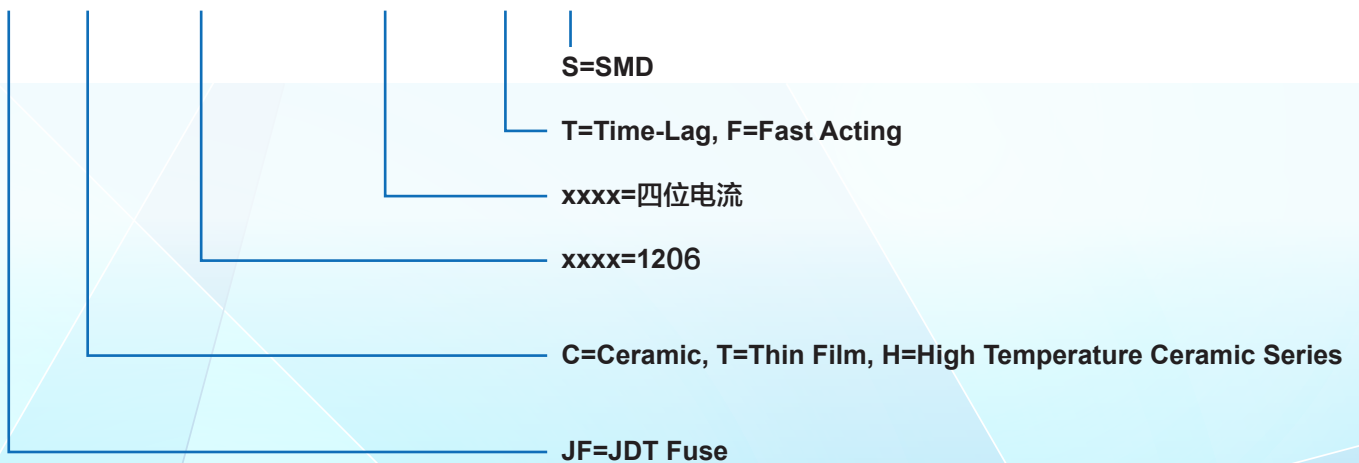 S=SMD
T=Time-Lag, F=Fast Acting
xxxx=四位电流
xxxx=1206
C=Ceramic, T=Thin Film, H=High Temperature Ceramic Series
JF=JDT Fuse